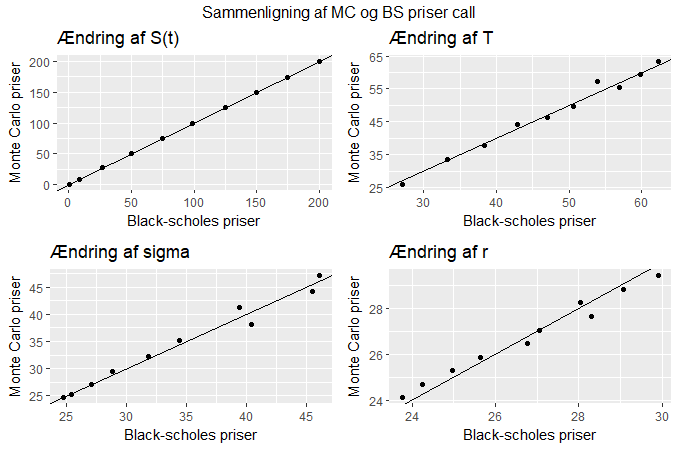 Sammenligning af MC og BS priser call
Ændring af S(t)
Monte Carlo priser
200
150
100
50
0
0 50 100 150 200
Black-scholes priser
Ændring af T
Monte Carlo priser
65
55
45
35
25
30 40 50 60
Black-scholes priser
Ændring af sigma
Monte Carlo priser
45
40
35
30
25
25 30 35 40 45
Black-scholes priser
Ændring af r
Monte Carlo priser
28
26
24
24 26 28 30
Black-scholes priser